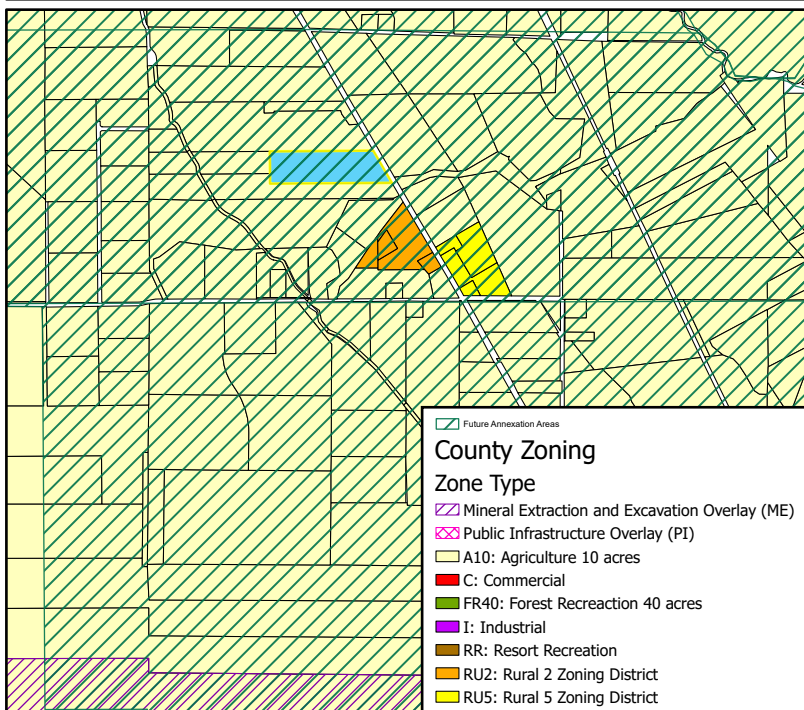 Future Annexation Areas
County Zoning
Zone Type
Mineral Extraction and Excavation Overlay (ME)
Public Infrastructure Overlay (PI)
A10: Agriculture 10 acres
C: Commercial
FR40: Forest Recreaction 40 acres
I: Industrial
RR: Resort Recreation
RU2: Rural 2 Zoning District
RU5: Rural 5 Zoning District